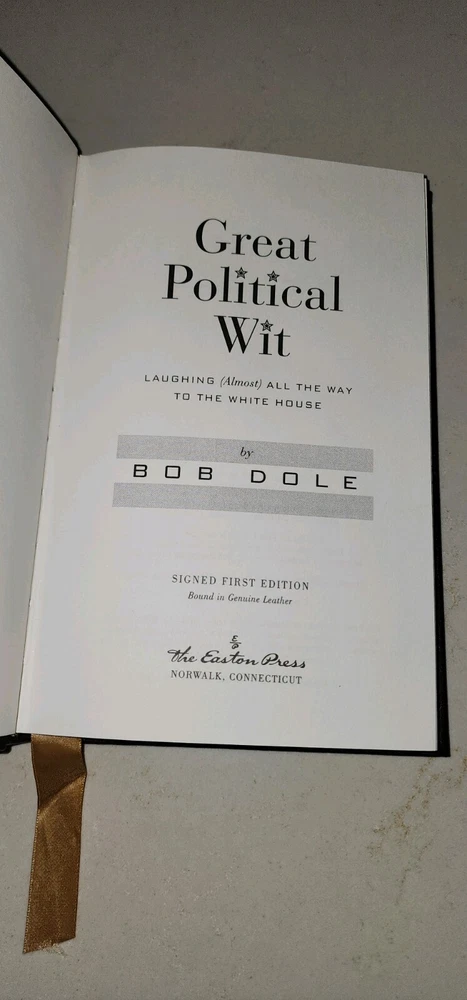 Great
Political
Wit
LAUGHING (Almost) ALL THE WAY
TO THE WHITE HOUSE
by
BOB DOLE
SIGNED FIRST EDITION
Bound in Genuine Leather
The Easton Press
NORWALK, CONNECTICUT